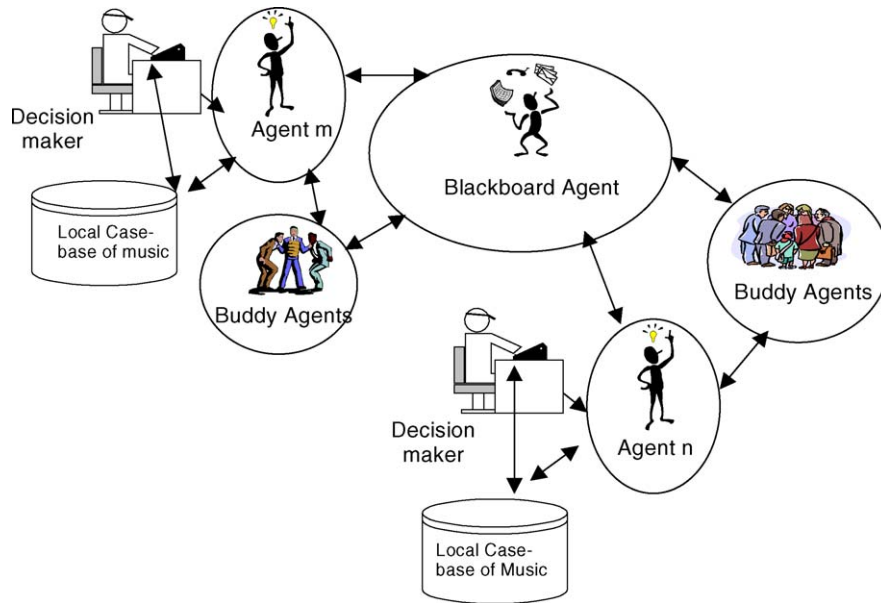 Decision
maker
Agent m
Blackboard Agent
Local Case-
base of music
Buddy Agents
Buddy Agents
Decision
maker
Agent n
Local Case-
base of Music